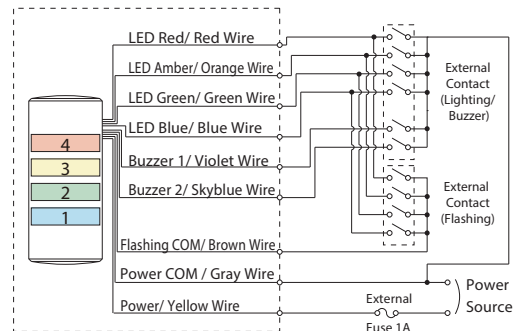 LED Red/ Red Wire
LED Amber/ Orange Wire
LED Green/ Green Wire
LED Blue/ Blue Wire
Buzzer 1/ Violet Wire
Buzzer 2/ Skyblue Wire
Flashing COM/ Brown Wire
Power COM / Gray Wire
Power/ Yellow Wire
4
3
2
1
External
Contact
(Lighting/
Buzzer)
External
Contact
(Flashing)
External
Fuse 1A
Power
Source